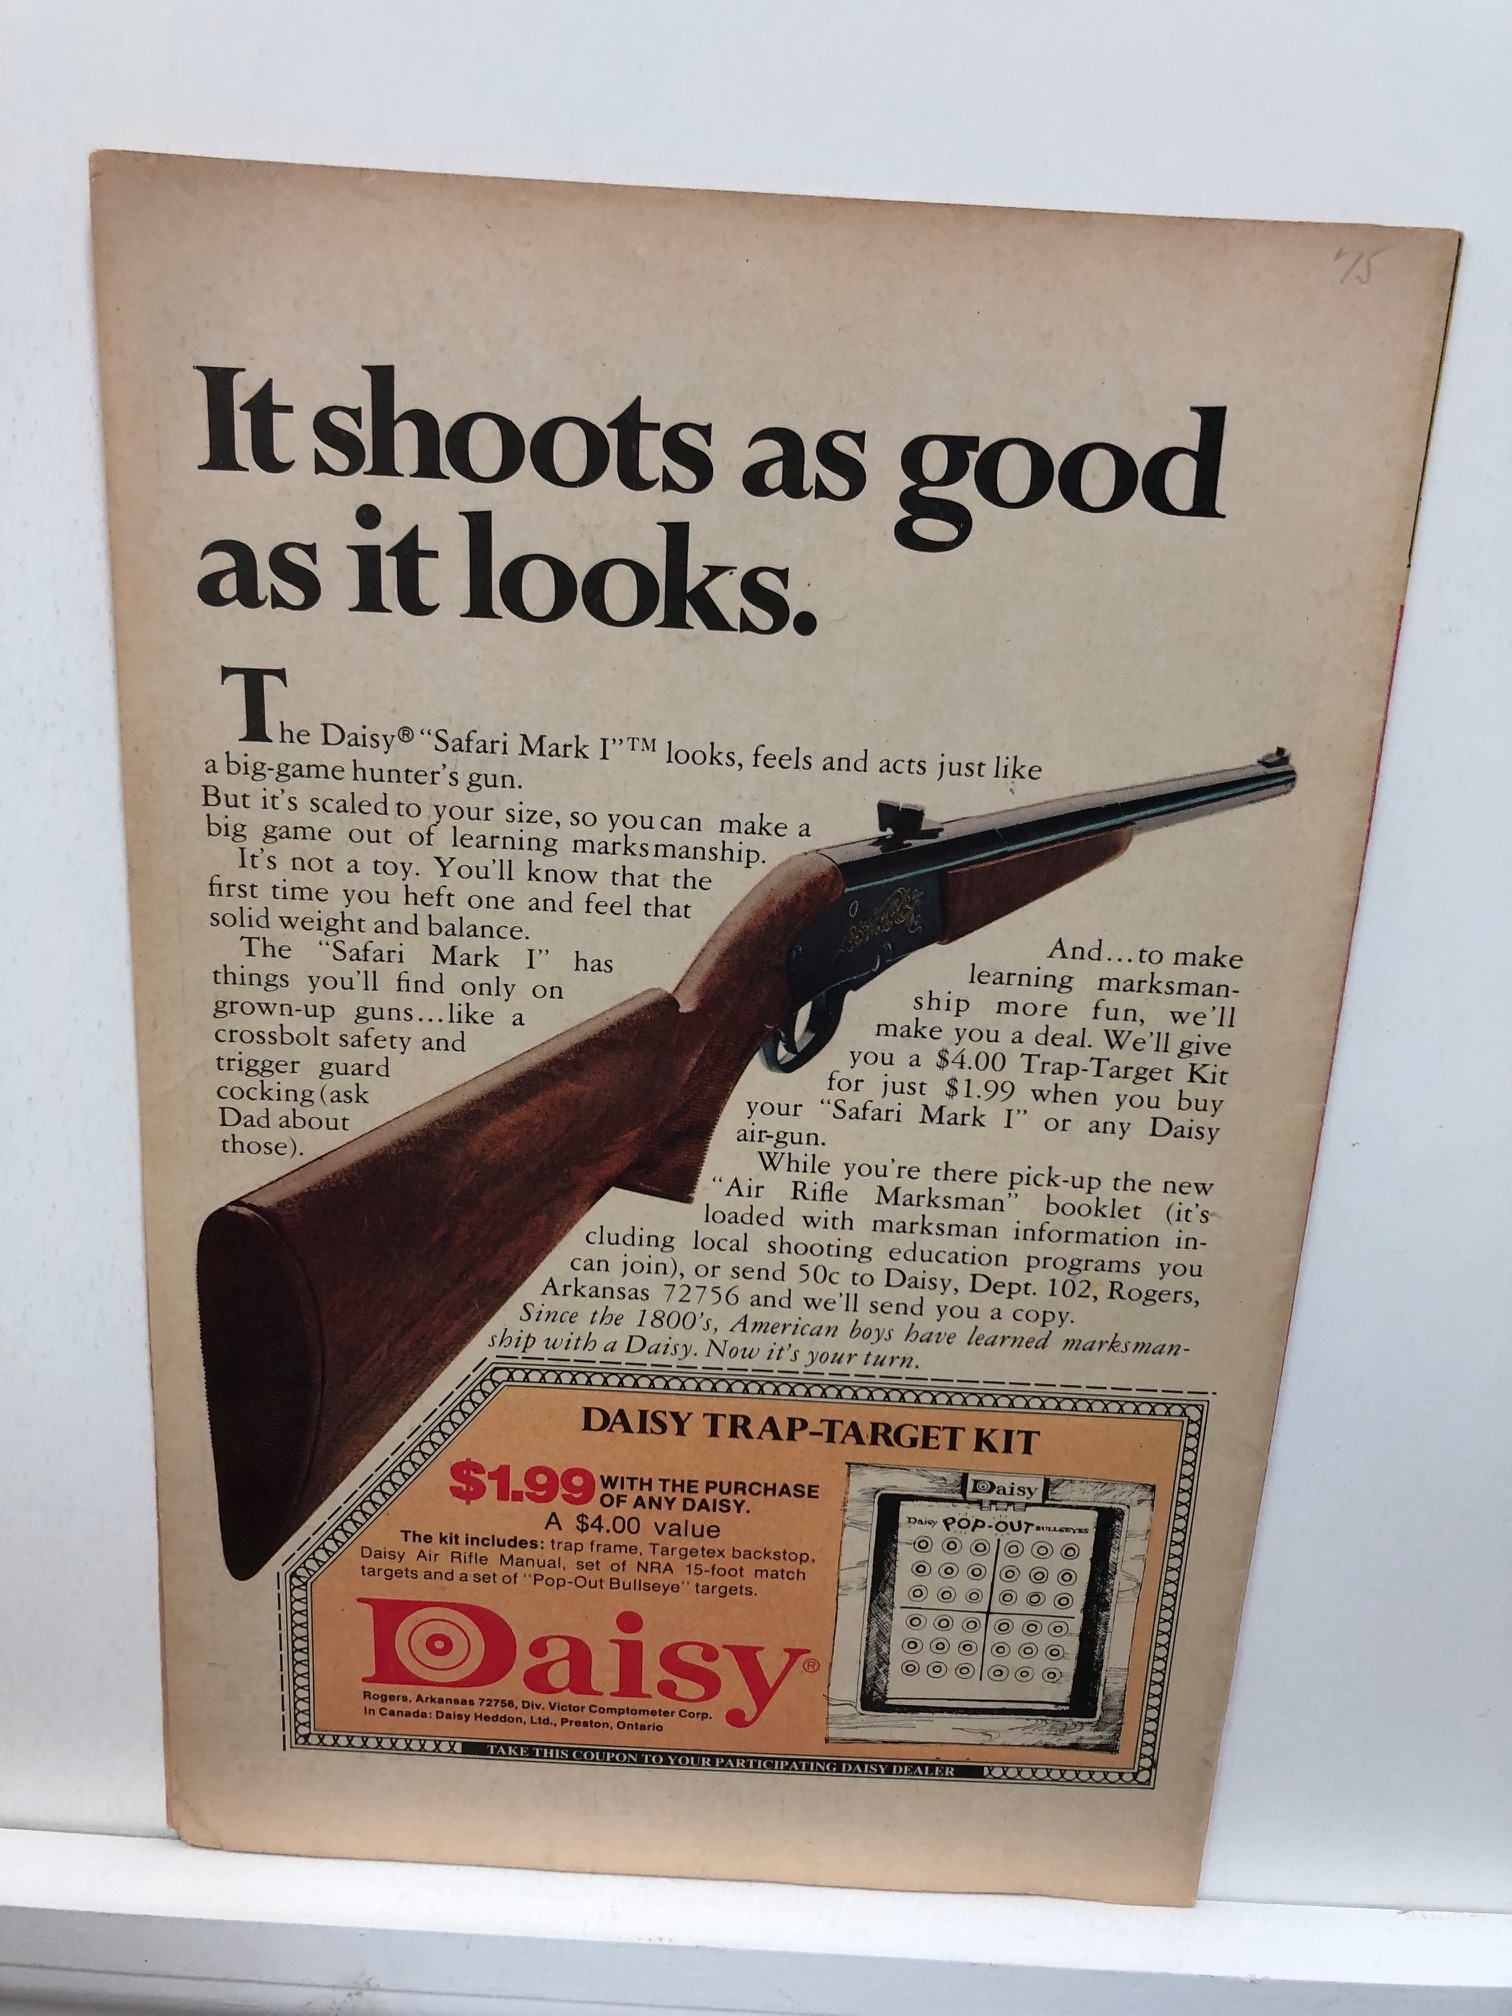 '75
It shoots as good
as it looks.
The Daisy® “Safari Mark I”™ looks, feels and acts just like
a big-game hunter's gun.
But it's scaled to your size, so you can make a
big game out of learning marksmanship.
It's not a toy. You'll know that the
first time you heft one and feel that
solid weight and balance.
The “Safari Mark I” has
things you'll find only on
grown-up guns...like a
crossbolt safety and
trigger guard
cocking (ask
Dad about
those).
And...to make
learning marksman-
ship more fun, we'll
make you a deal. We'll give
you a $4.00 Trap-Target Kit
for just $1.99 when you buy
your “Safari Mark I” or any Daisy
air-gun.
While you're there pick-up the new
“Air Rifle Marksman” booklet (it's
loaded with marksman information in-
cluding local shooting education programs you
can join), or send 50c to Daisy, Dept. 102, Rogers,
Arkansas 72756 and we'll send you a copy.
Since the 1800's, American boys have learned marksman-
ship with a Daisy. Now it's your turn.
DAISY TRAP-TARGET KIT
$1.99 WITH THE PURCHASE
OF ANY DAISY.
A $4.00 value
The kit includes: trap frame, Targetex backstop,
Daisy Air Rifle Manual, set of NRA 15-foot match
targets and a set of “Pop-Out Bullseye” targets.
Daisy®
Rogers, Arkansas 72756, Div. Victor Comptometer Corp.
In Canada: Daisy Heddon, Ltd., Preston, Ontario
Daisy
Daisy POP-OUT BULLSEYES
TAKE THIS COUPON TO YOUR PARTICIPATING DAISY DEALER